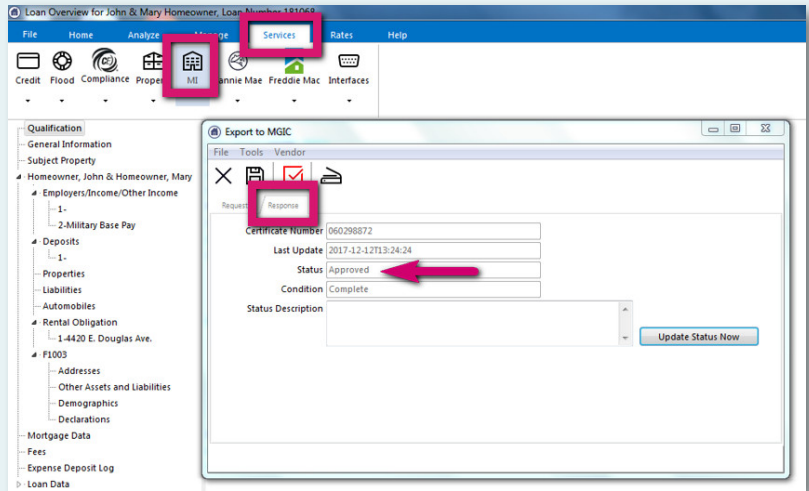 Loan Overview for John & Mary Homeowner, Loan Number 181068
File Home Analyze Manage Services Rates Help
Credit Flood Compliance MI Fannie Mae Freddie Mac Interfaces
Qualification
General Information
Subject Property
Homeowner, John & Homeowner, Mary
Employers/Income/Other Income
1-
2-Military Base Pay
Deposits
1-
Properties
Liabilities
Automobiles
Rental Obligation
1-4420 E. Douglas Ave.
F1003
Addresses
Other Assets and Liabilities
Demographics
Declarations
Mortgage Data
Fees
Expense Deposit Log
Loan Data
Export to MGIC
File Tools Vendor
Request Response
Certificate Number 060298872
Last Update 2017-12-12T13:24:24
Status Approved
Condition Complete
Status Description
Update Status Now